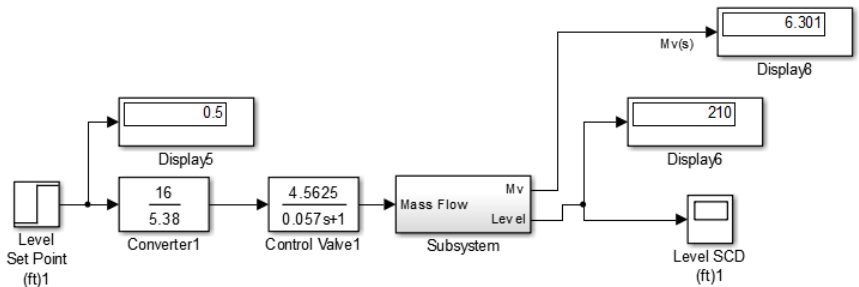 6.301
Mv(s)
Display8
0.5
Display5
210
Display6
Level
Set Point
(ft)1
16
5.38
Converter1
4.5625
0.057s+1
Control Valve1
Mass Flow
Mv
Level
Subsystem
Level SCD
(ft)1